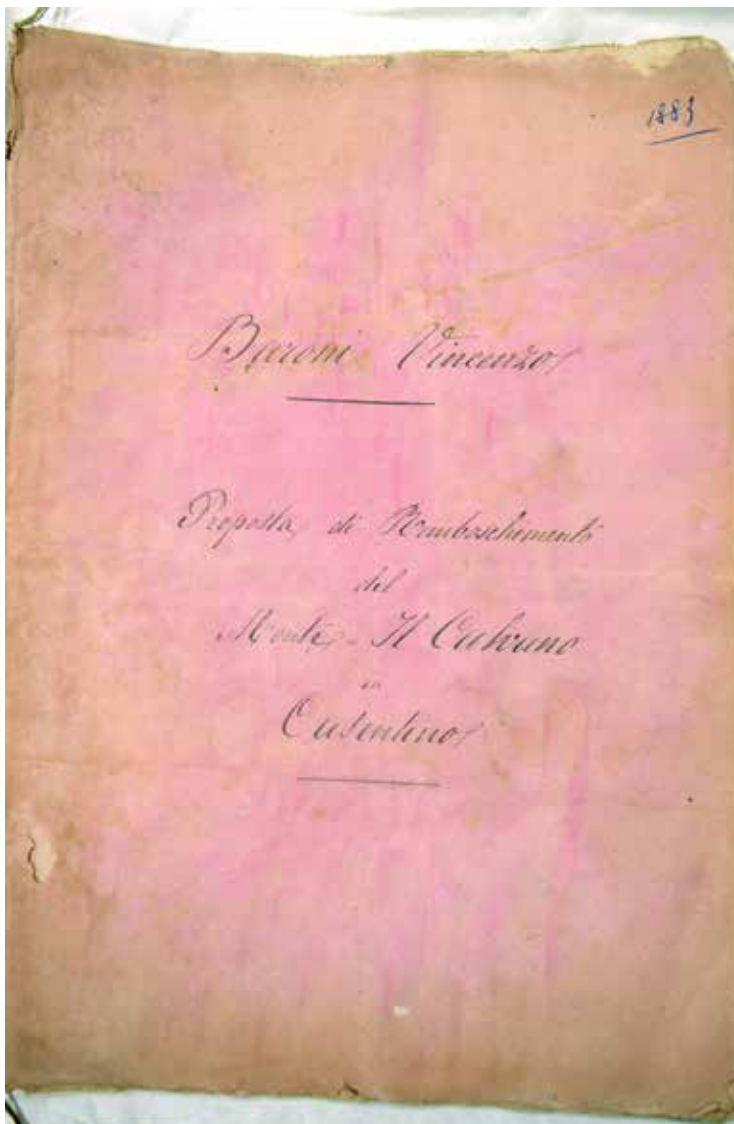 1883
Baroni Vincenzo
Proposta di Rimboschimento
del
Monte - Il Calvano
in
Casentino